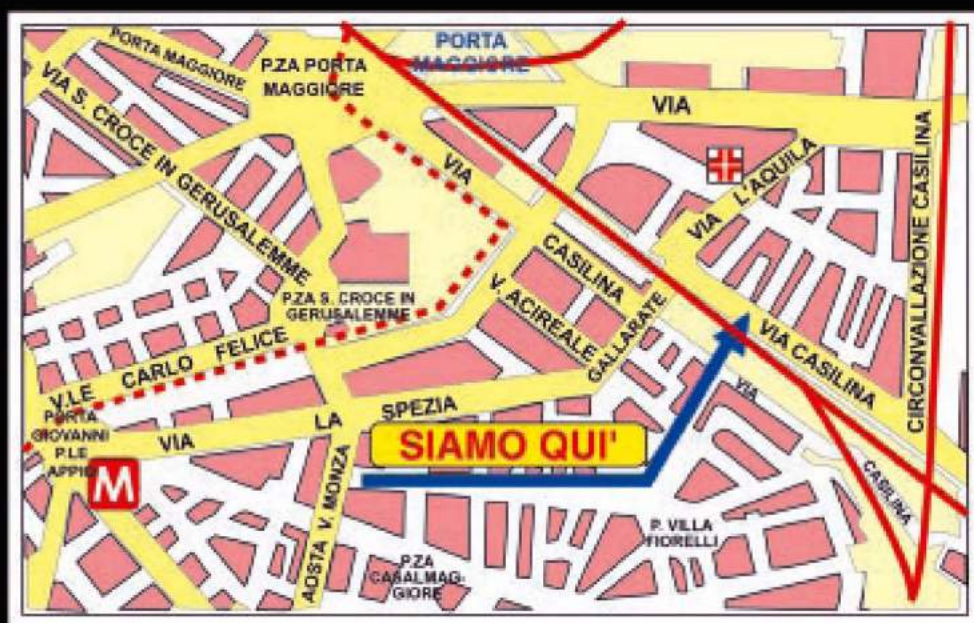 PORTA MAGGIORE
P.ZA PORTA
MAGGIORE
PORTA
MAGGIORE
VIA
VIA S. CROCE IN GERUSALEMME
VIA
CASILINA
VIA L'AQUILA
CIRCONVALLAZIONE CASILINA
P.ZA S. CROCE IN
GERUSALEMNE
V. ACIREALE
GALLARATE
VIA CASILINA
VIA
CASILINA
V.LE CARLO FELICE
PORTA
GIOVANNI
P.LE
APPIO
M
VIA LA SPEZIA
SIAMO QUI'
AOSTA V. MONZA
P.ZA
CASALMAG-
GIORE
P. VILLA
FIORELLI